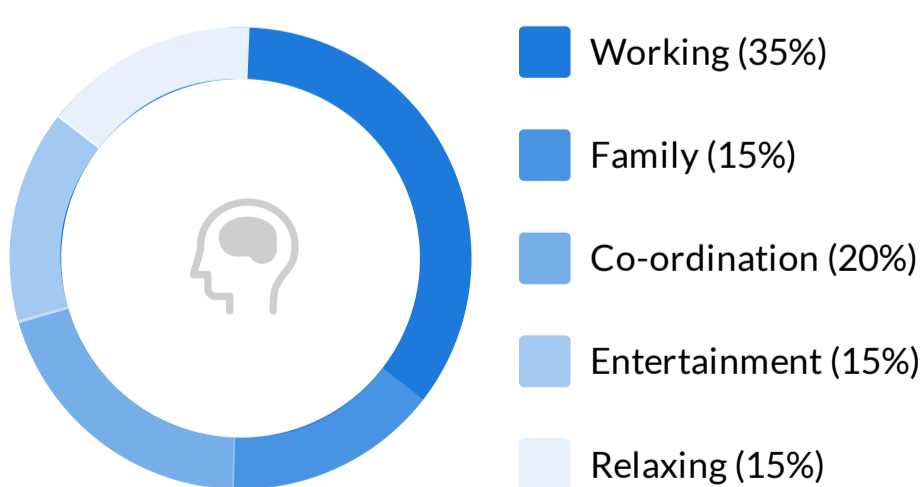 Working (35%)
Family (15%)
Co-ordination (20%)
Entertainment (15%)
Relaxing (15%)